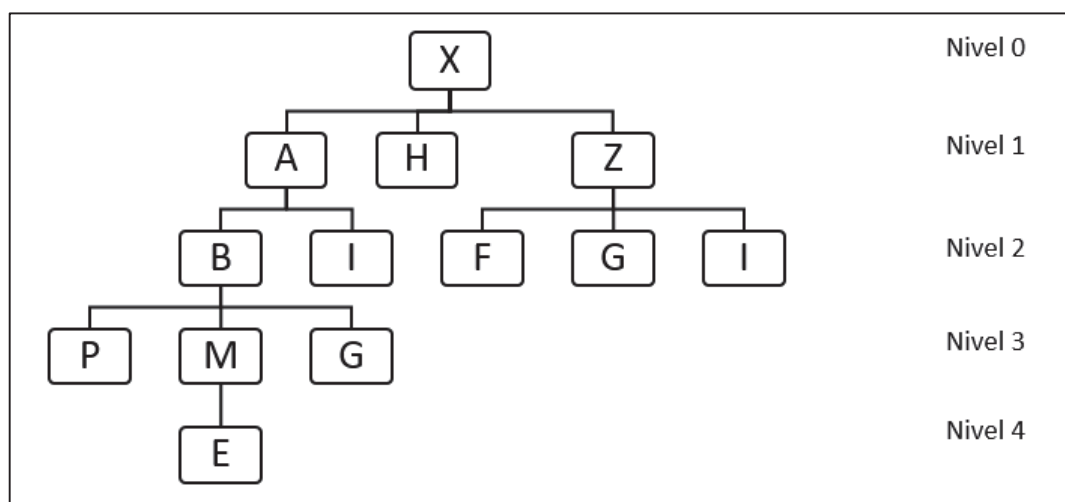 X Nivel 0
A H Z Nivel 1
B I F G I Nivel 2
P M G Nivel 3
E Nivel 4